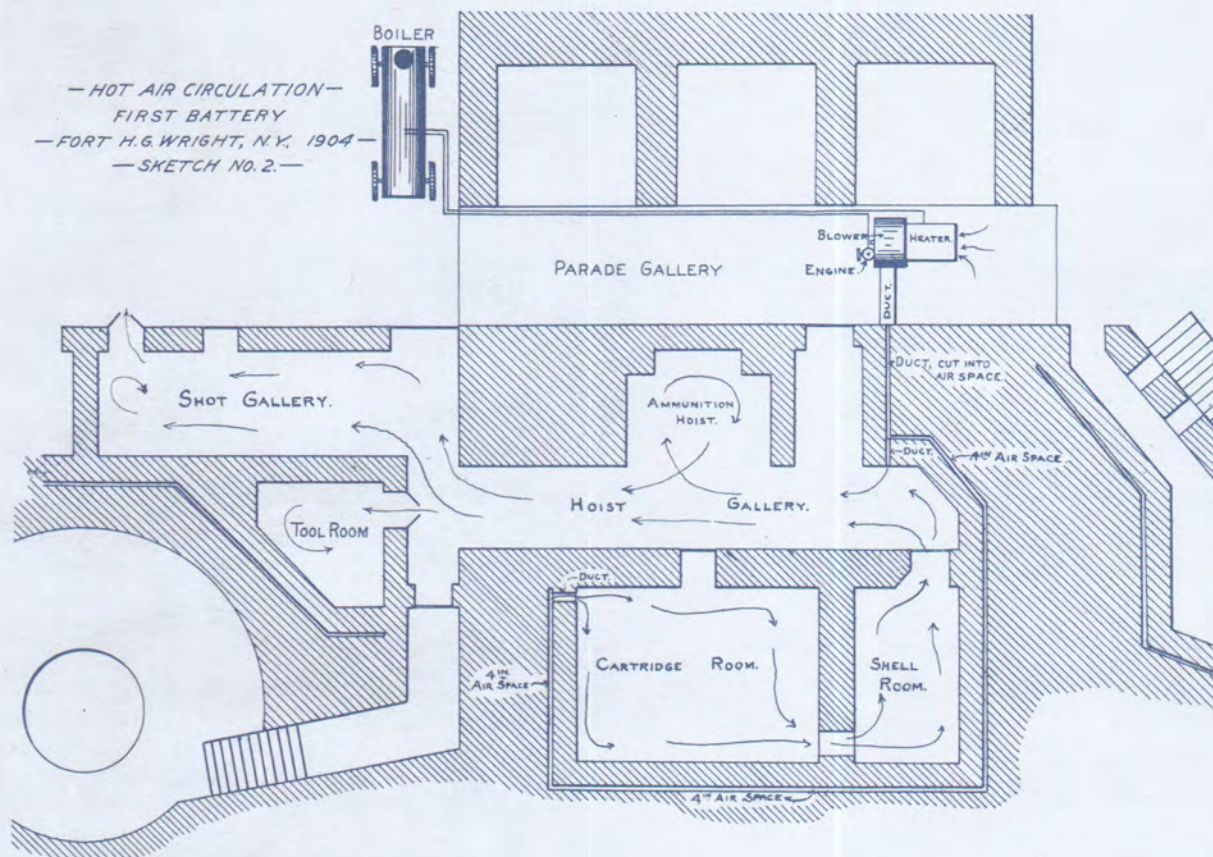 BOILER
— HOT AIR CIRCULATION —
FIRST BATTERY
— FORT H.G. WRIGHT, N.Y., 1904 —
— SKETCH NO. 2. —
BLOWER
HEATER.
ENGINE.
PARADE GALLERY
DUCT.
DUCT, CUT INTO
AIR SPACE.
SHOT GALLERY.
AMMUNITION
HOIST.
DUCT.
4IN AIR SPACE.
HOIST GALLERY.
TOOL ROOM
DUCT.
CARTRIDGE ROOM.
SHELL
ROOM.
4IN
AIR SPACE
4IN AIR SPACE